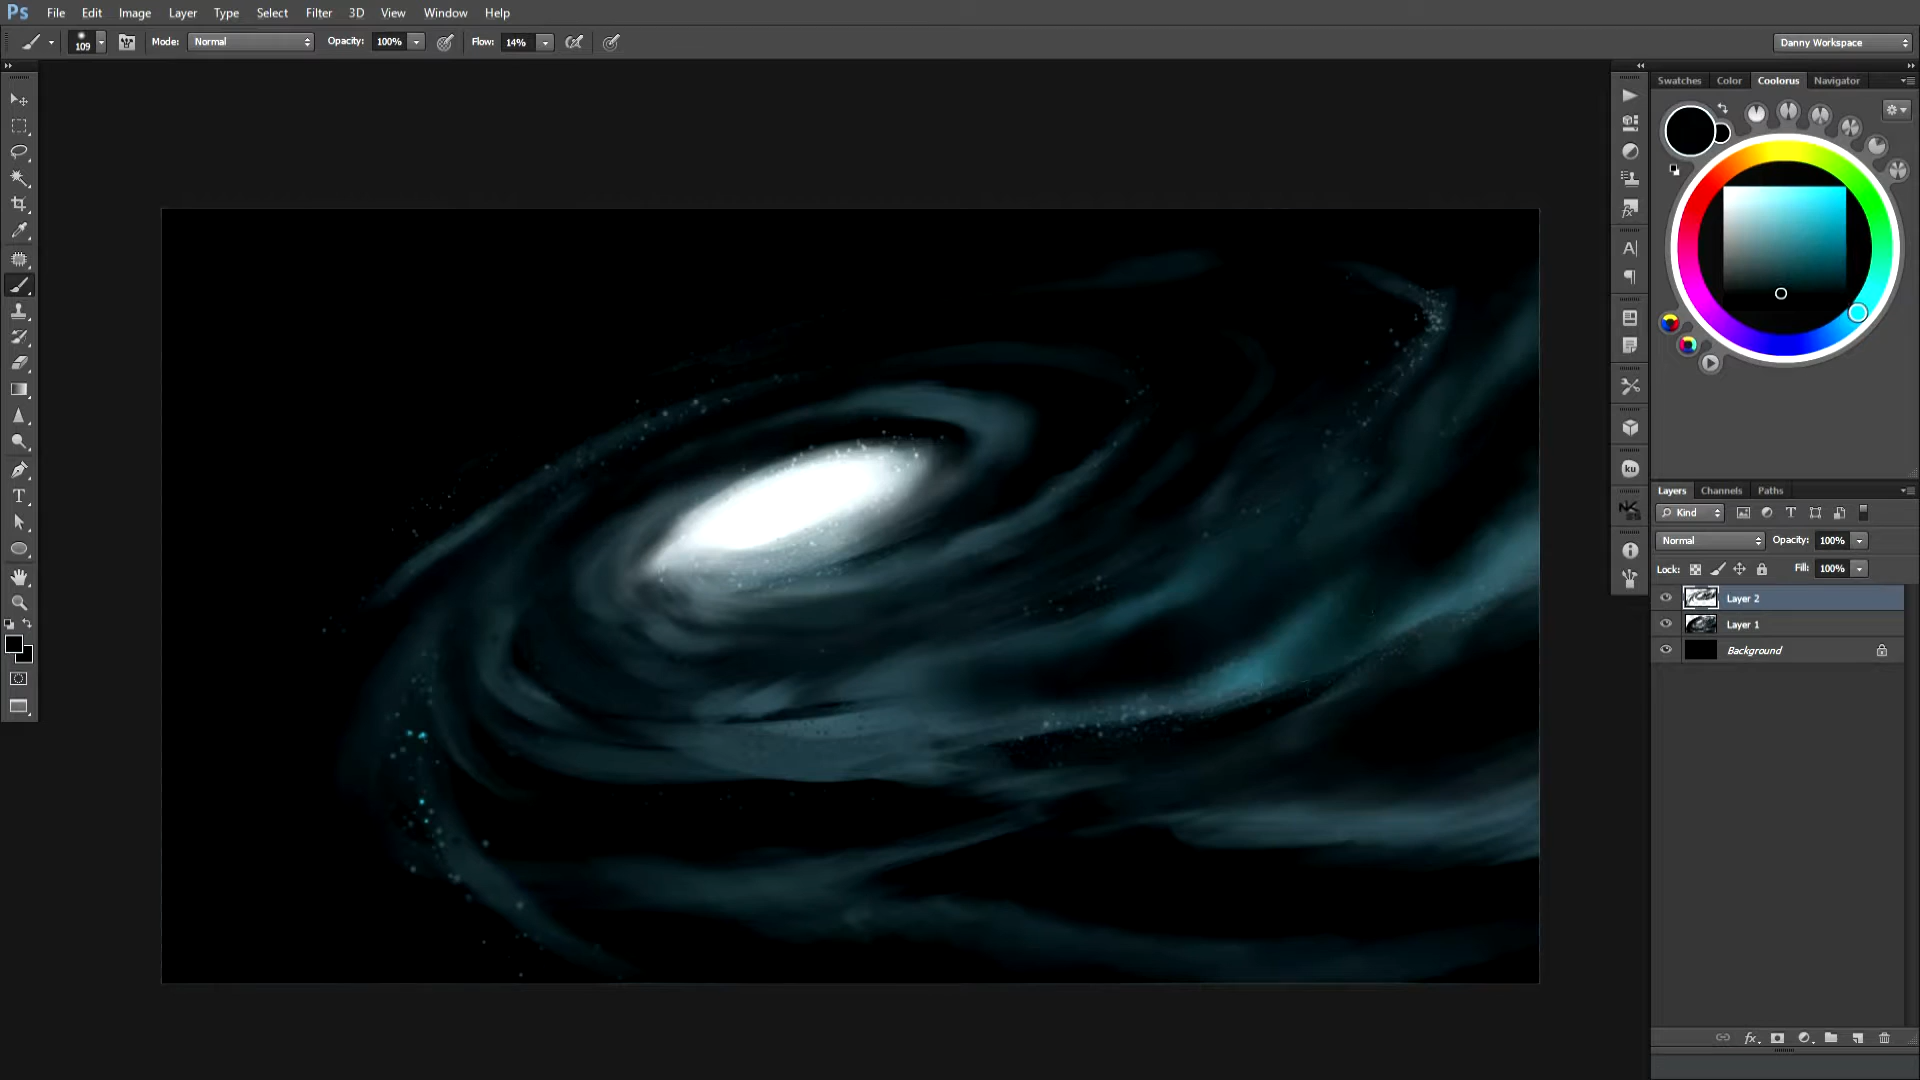 Ps File Edit Image Layer Type Select Filter 3D View Window Help
109 Mode: Normal Opacity: 100% Flow: 14% Danny Workspace
Swatches Color Coolorus Navigator
ku
Layers Channels Paths
Kind
Normal Opacity: 100%
Lock: Fill: 100%
Layer 2
Layer 1
Background